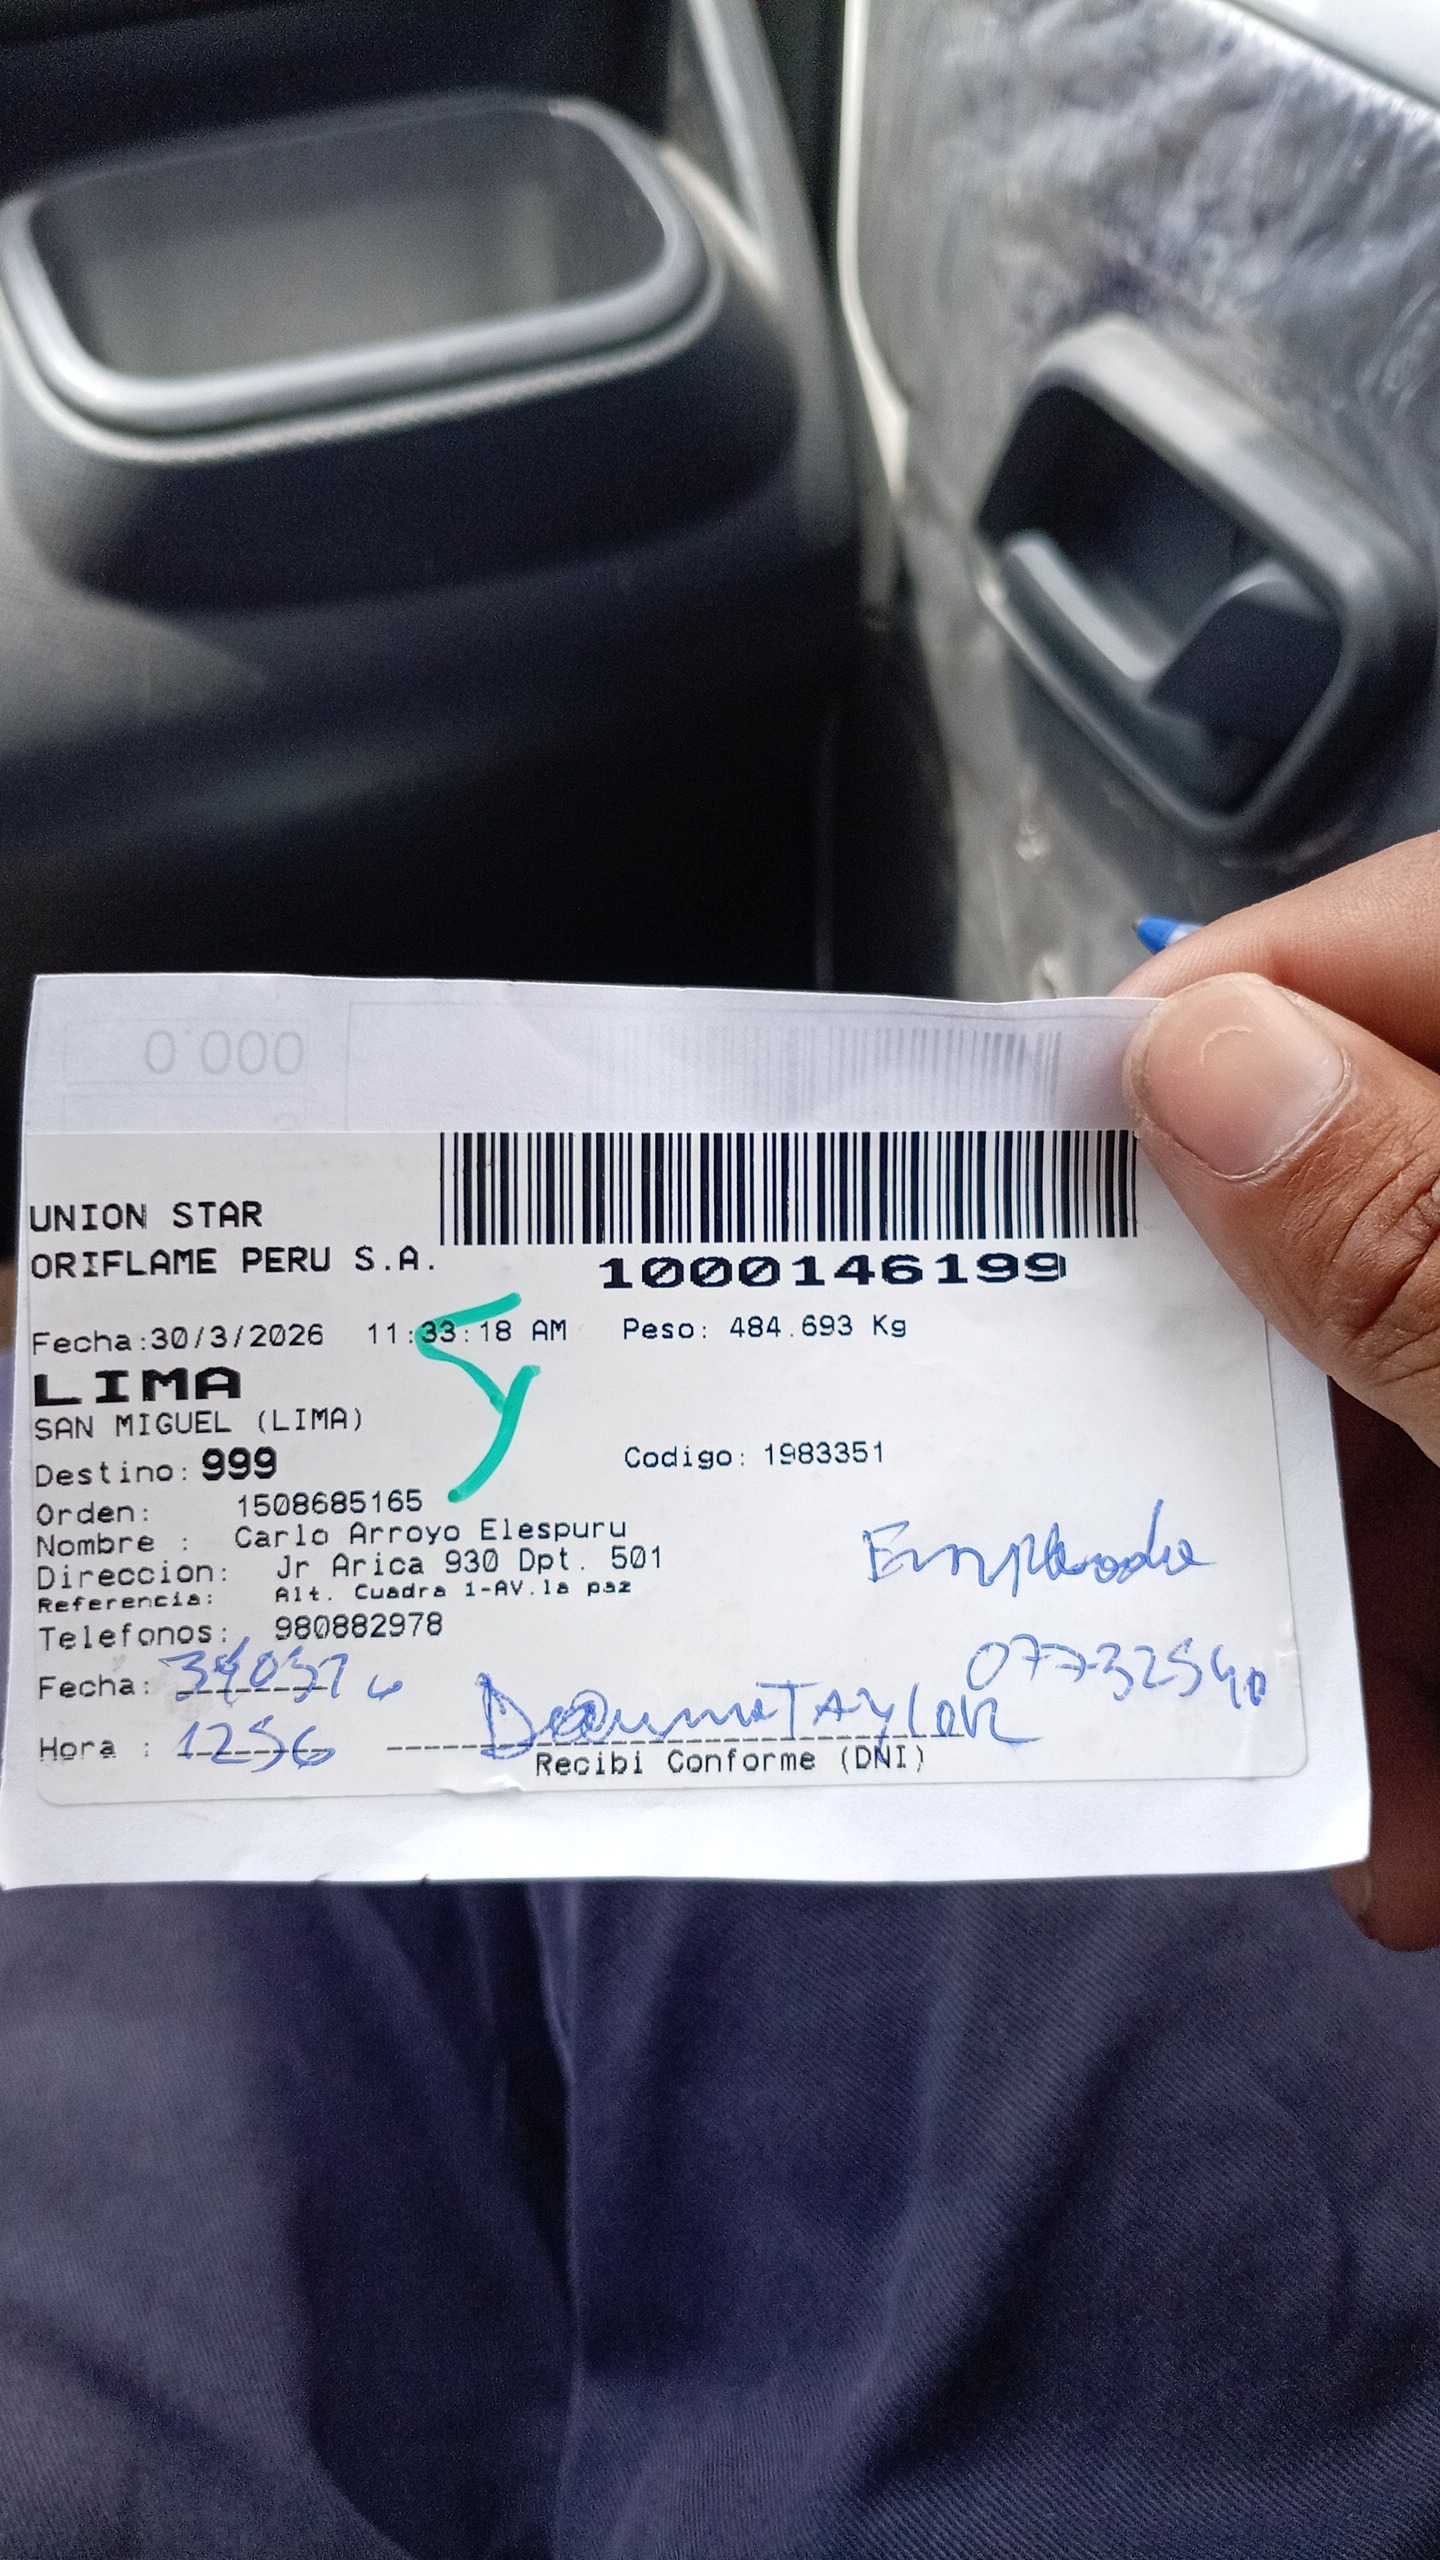 000.0
UNION STAR
ORIFLAME PERU S.A.
1000146199
Fecha:30/3/2026 11:33:18 AM Peso: 484.693 Kg
LIMA
SAN MIGUEL (LIMA)
Destino: 999 Codigo: 1983351
Orden: 1508685165
Nombre : Carlo Arroyo Elespuru
Direccion: Jr Arica 930 Dpt. 501
Referencia: Alt. Cuadra 1-AV.la paz
Telefonos: 980882978
Fecha:
Hora : 1256 TAYLOR
Recibi Conforme (DNI)